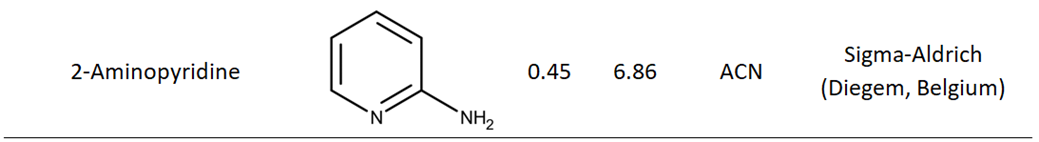 2-Aminopyridine
N
NH2
0.45
6.86
ACN
Sigma-Aldrich
(Diegem, Belgium)